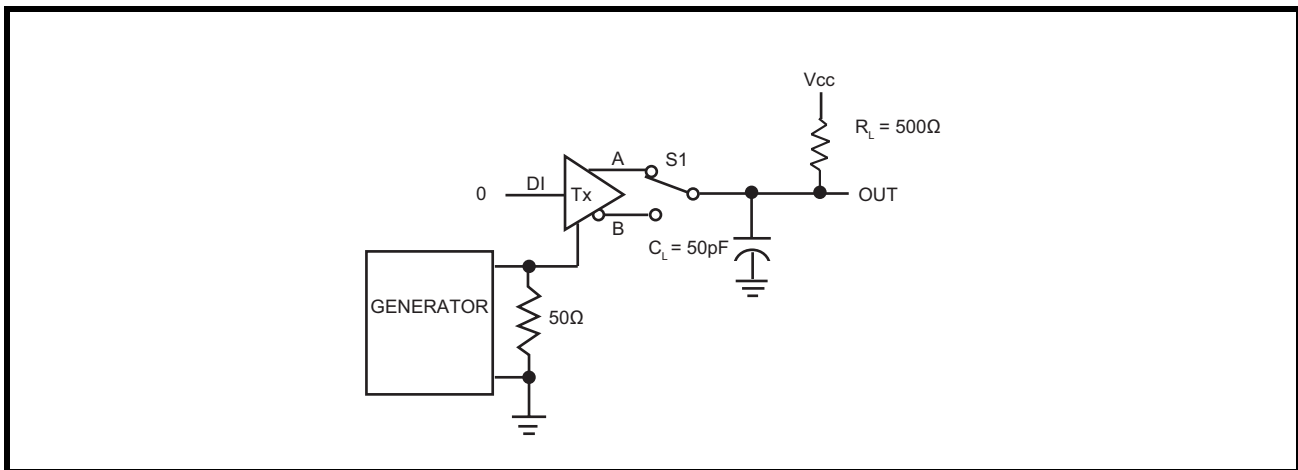 Vcc
R_L = 500Ω
A
S1
0
DI
Tx
OUT
B
C_L = 50pF
GENERATOR
50Ω